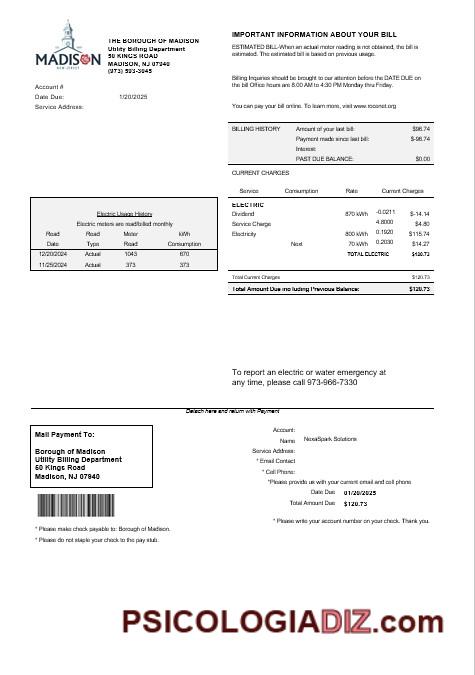 MADISON
NEW JERSEY
THE BOROUGH OF MADISON
Utility Billing Department
50 KINGS ROAD
MADISON, NJ 07940
(973) 593-3045
Account #
Date Due: 1/20/2025
Service Address:
IMPORTANT INFORMATION ABOUT YOUR BILL
ESTIMATED BILL-When an actual motor roading is not obtained, the bill is
estimated. The estimated bill is based on previous usage.
Billing Inquiries should be brought to our attention before the DATE DUE on
the bill Office hours are 8:00 AM to 4:30 PM Monday thru Friday.
You can pay your bill online. To learn more, visit www.rocnet.org
BILLING HISTORY Amount of your last bill: $96.74
Payment made since last bill: $-96.74
Interest:
PAST DUE BALANCE: $0.00
CURRENT CHARGES
Service Consumption Rate Current Charges
ELECTRIC
Dividend 870 kWh -0.0211 $-14.14
Service Charge 4.8000 $4.80
Electricity 800 kWh 0.1920 $115.74
Next 70 kWh 0.2030 $14.27
TOTAL ELECTRIC $120.73
Total Current Charges $120.73
Total Amount Due including Previous Balance: $120.73
Electric Usage History
Electric meters are read/billed monthly
Road Road Motor kWh
Date Type Road Consumption
12/20/2024 Actual 1043 670
11/25/2024 Actual 373 373
To report an electric or water emergency at
any time, please call 973-966-7330
Detach here and return with Payment
Mail Payment To:
Borough of Madison
Utility Billing Department
50 Kings Road
Madison, NJ 07940
* Please make check payable to: Borough of Madison.
* Please do not staple your check to the pay stub.
Account:
Name NexaSpark Solutions
Service Address:
* Email Contact
* Cell Phone:
*Please provide us with your current email and cell phone
Date Due 01/20/2025
Total Amount Due $120.73
* Please write your account number on your check. Thank you.
PSICOLOGIADIZ.com